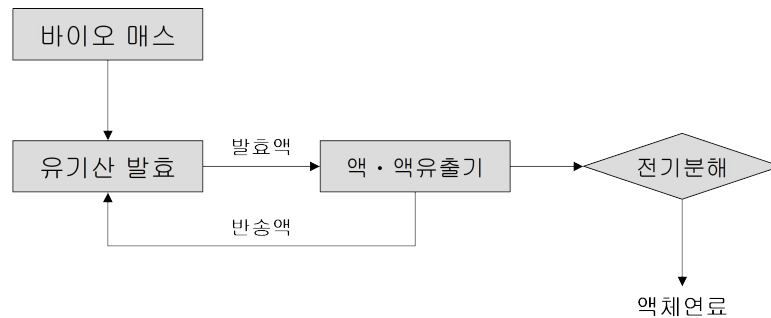 바이오 매스
유기산 발효
발효액
액·액유출기
전기분해
반송액
액체연료